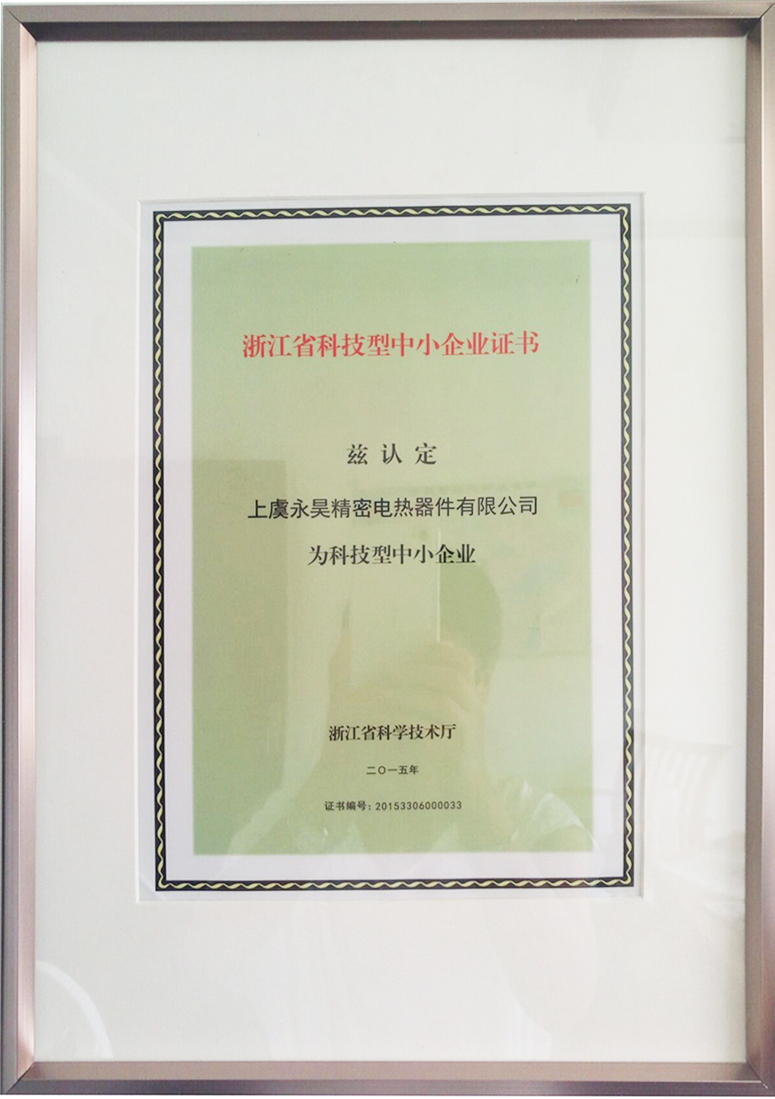 浙江省科技型中小企业证书
兹认定
上虞永昊精密电热器件有限公司
为科技型中小企业
浙江省科学技术厅
二〇一五年
证书编号：20153306000033